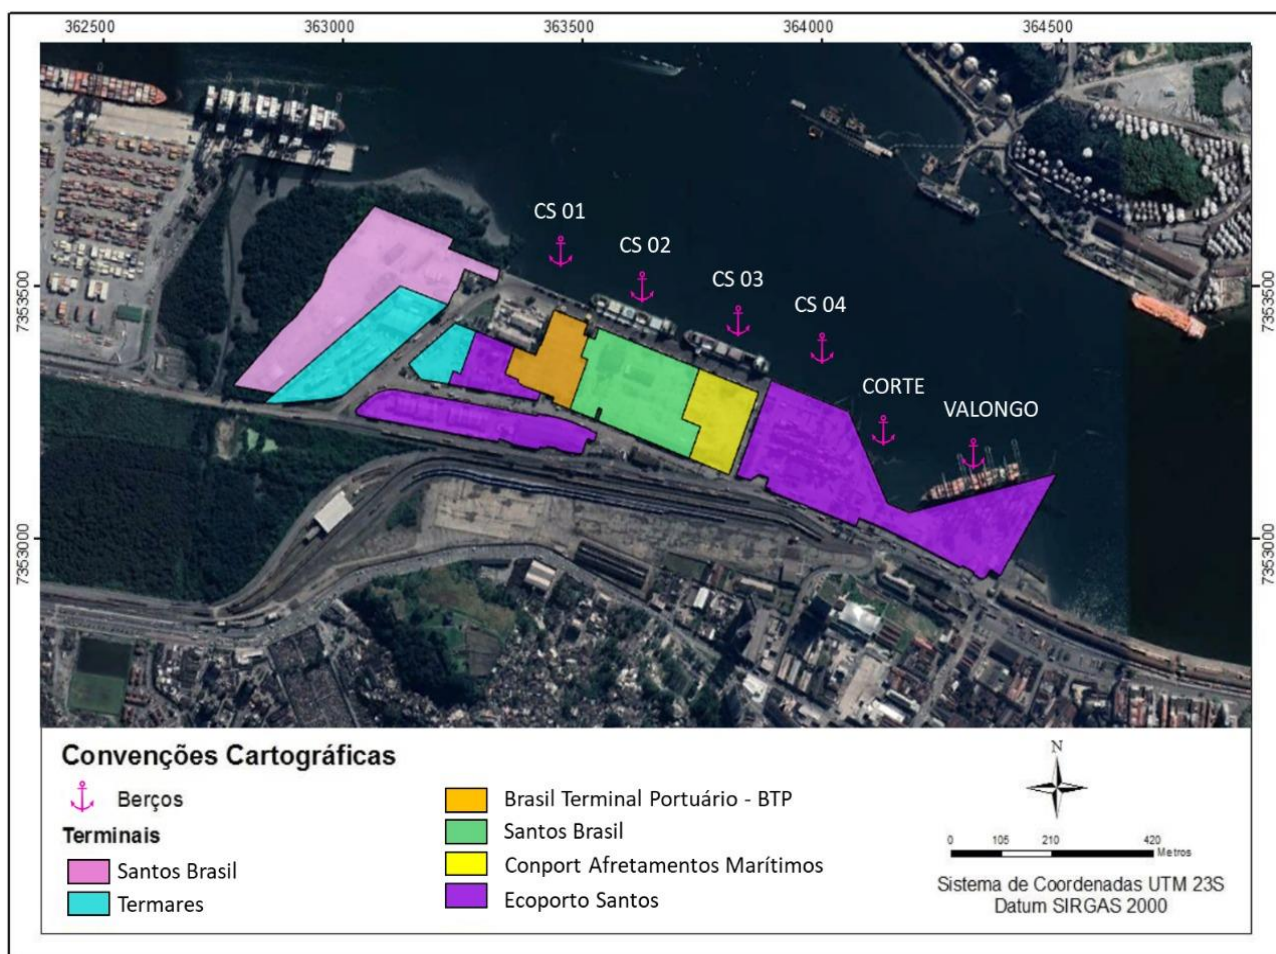 362500 363000 363500 364000 364500
CS 01
CS 02
CS 03
CS 04
7353500 7353500
CORTE
VALONGO
7353000 7353000
Convenções Cartográficas
Berços
Terminais
Santos Brasil
Termares
Brasil Terminal Portuário - BTP
Santos Brasil
Conport Afretamentos Marítimos
Ecoporto Santos
N
0 105 210 420
Metros
Sistema de Coordenadas UTM 23S
Datum SIRGAS 2000